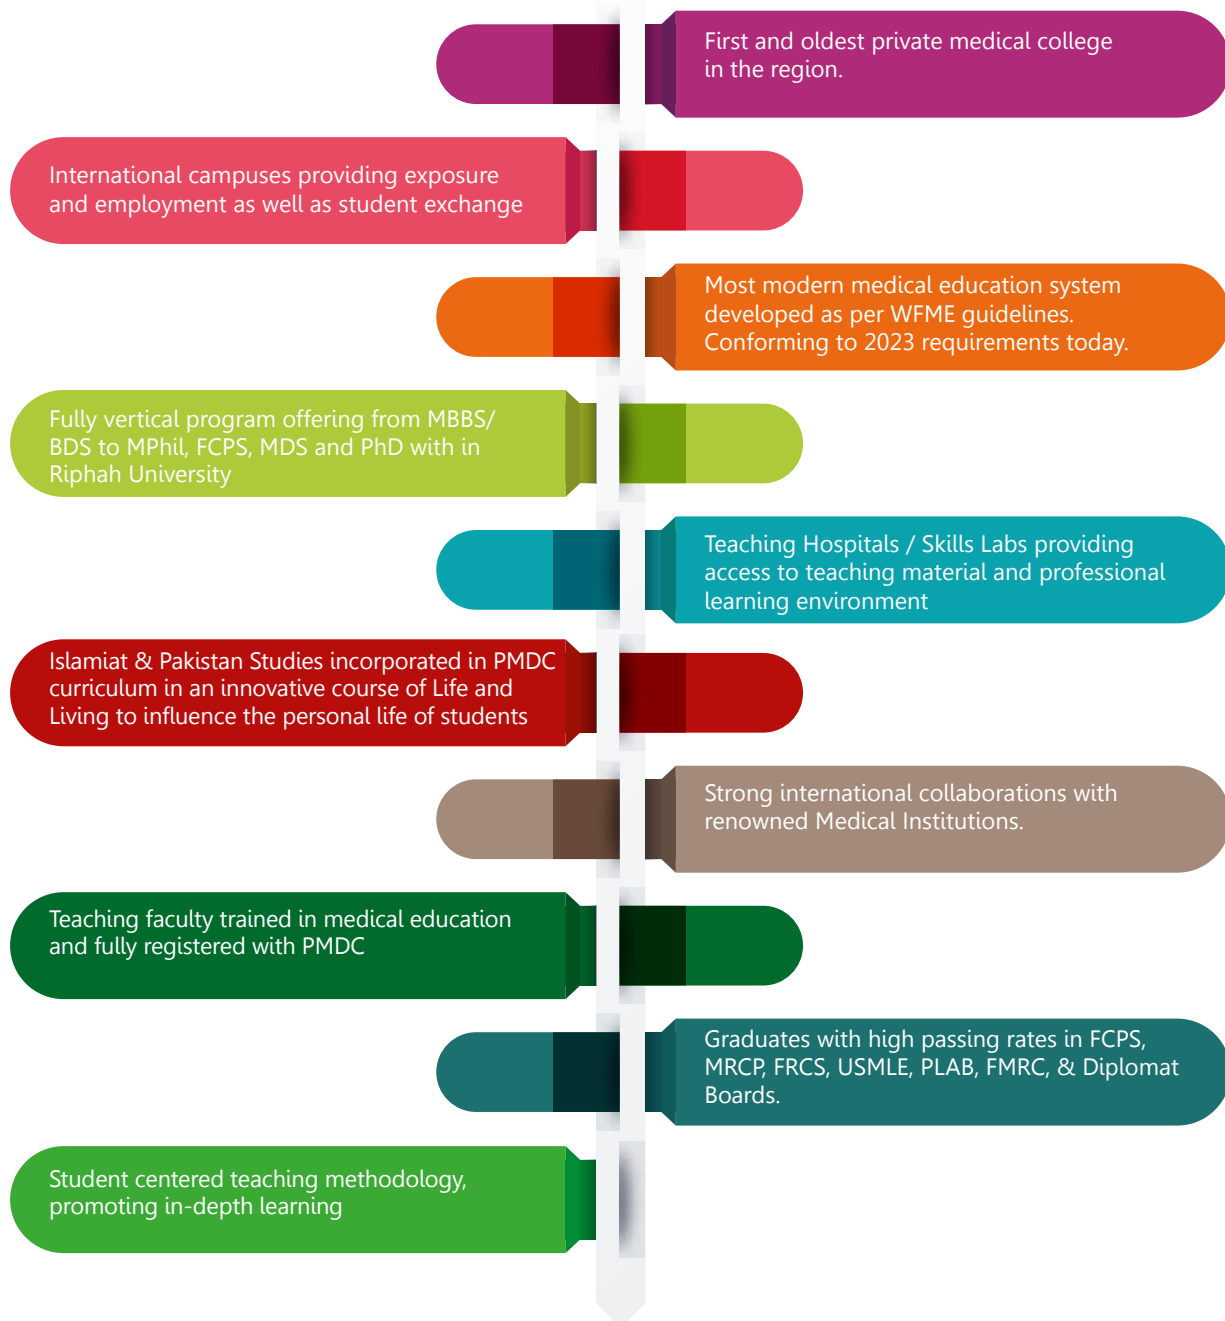 First and oldest private medical college
in the region.
International campuses providing exposure
and employment as well as student exchange
Most modern medical education system
developed as per WFME guidelines.
Conforming to 2023 requirements today.
Fully vertical program offering from MBBS/
BDS to MPhil, FCPS, MDS and PhD with in
Riphah University
Teaching Hospitals / Skills Labs providing
access to teaching material and professional
learning environment
Islamiat & Pakistan Studies incorporated in PMDC
curriculum in an innovative course of Life and
Living to influence the personal life of students
Strong international collaborations with
renowned Medical Institutions.
Teaching faculty trained in medical education
and fully registered with PMDC
Graduates with high passing rates in FCPS,
MRCP, FRCS, USMLE, PLAB, FMRC, & Diplomat
Boards.
Student centered teaching methodology,
promoting in-depth learning